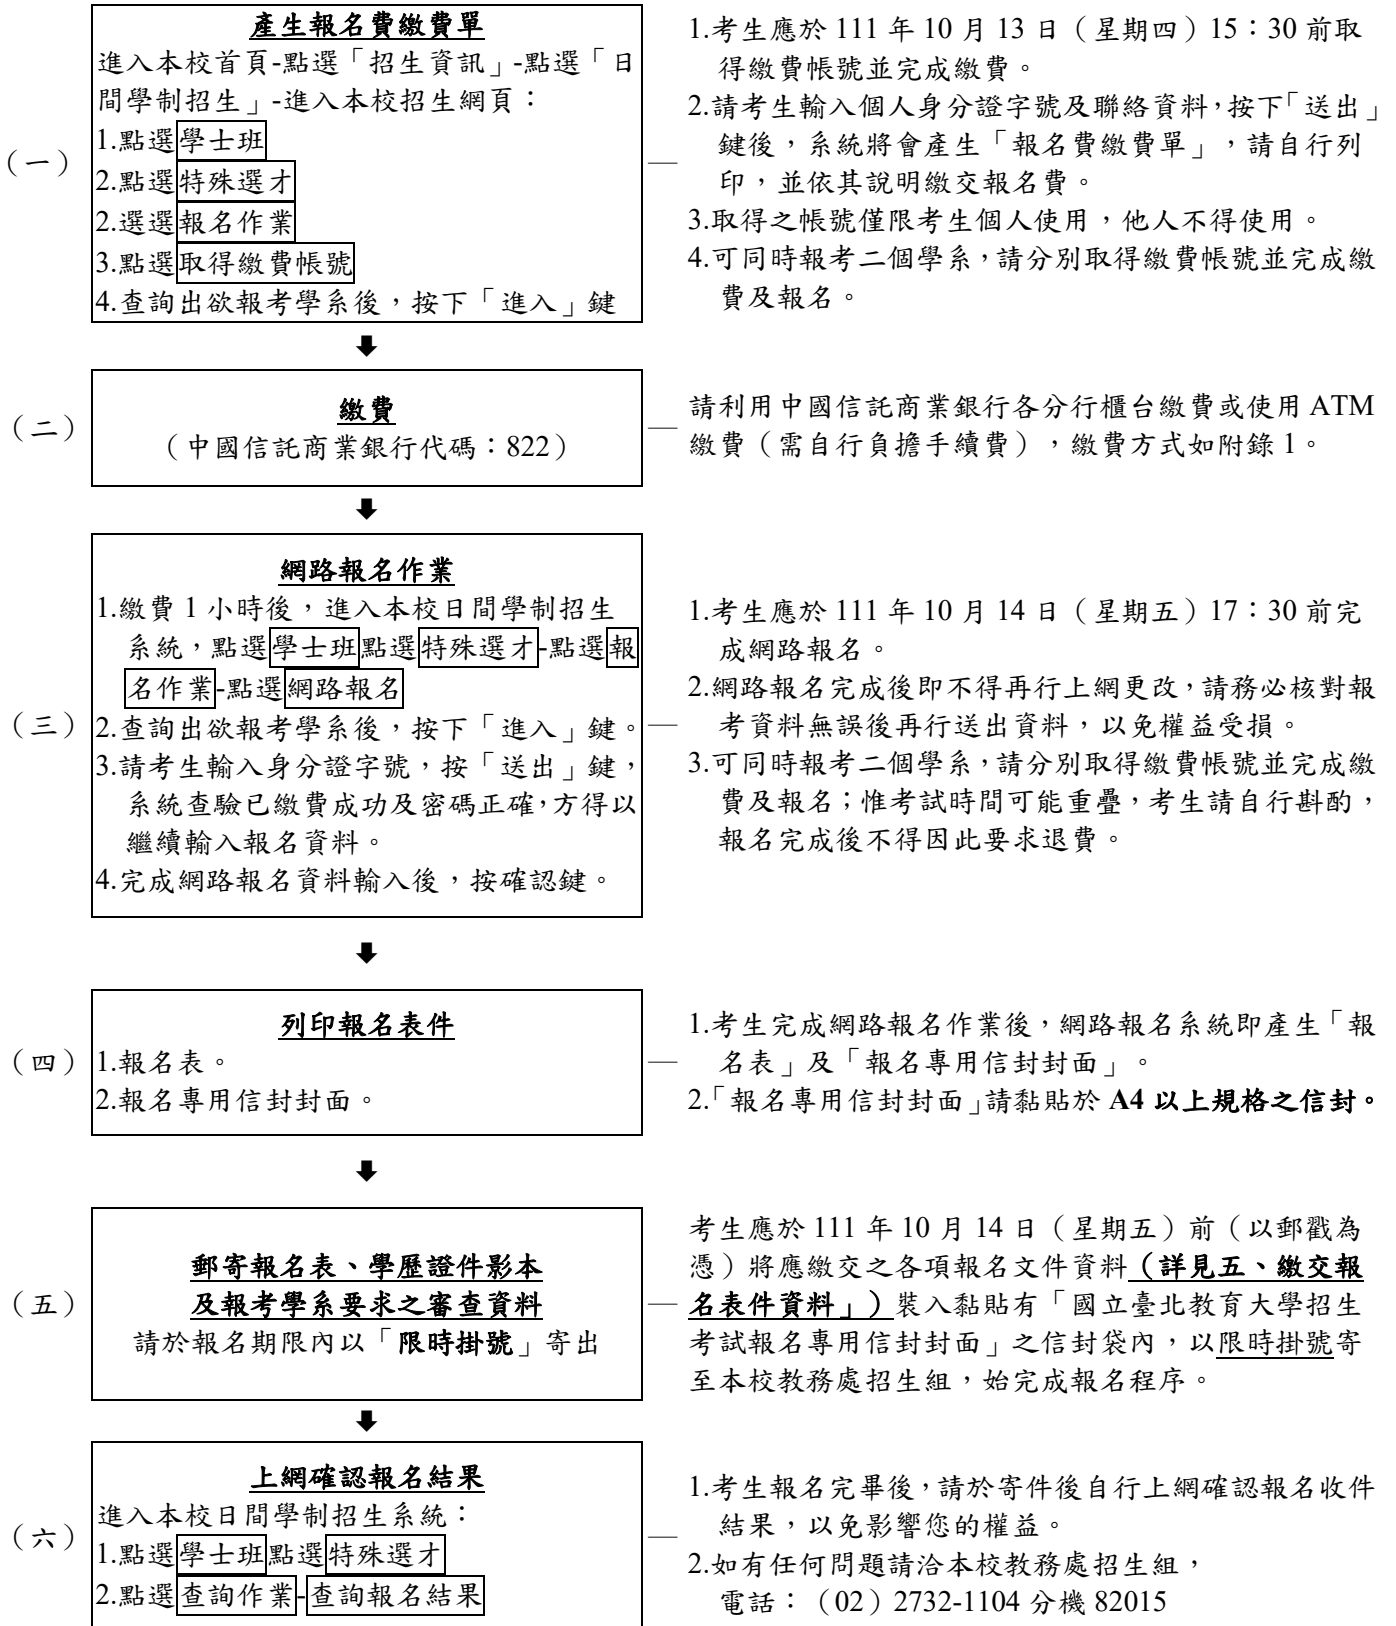 產生報名費繳費單
進入本校首頁-點選「招生資訊」-點選「日
間學制招生」-進入本校招生網頁：
1.點選學士班
（一）
2.點選特殊選才
2.選選報名作業
3.點選取得繳費帳號
4.查詢出欲報考學系後，按下「進入」鍵
—
1.考生應於 111 年 10 月 13 日（星期四）15：30 前取
得繳費帳號並完成繳費。
2.請考生輸入個人身分證字號及聯絡資料，按下「送出」
鍵後，系統將會產生「報名費繳費單」，請自行列
印，並依其說明繳交報名費。
3.取得之帳號僅限考生個人使用，他人不得使用。
4.可同時報考二個學系，請分別取得繳費帳號並完成繳
費及報名。
（二）
繳費
（中國信託商業銀行代碼：822）
—
請利用中國信託商業銀行各分行櫃台繳費或使用 ATM
繳費（需自行負擔手續費），繳費方式如附錄 1。
網路報名作業
1.繳費 1 小時後，進入本校日間學制招生
系統，點選學士班點選特殊選才-點選報
名作業-點選網路報名
（三）
2.查詢出欲報考學系後，按下「進入」鍵。
3.請考生輸入身分證字號，按「送出」鍵，
系統查驗已繳費成功及密碼正確，方得以
繼續輸入報名資料。
4.完成網路報名資料輸入後，按確認鍵。
—
1.考生應於 111 年 10 月 14 日（星期五）17：30 前完
成網路報名。
2.網路報名完成後即不得再行上網更改，請務必核對報
考資料無誤後再行送出資料，以免權益受損。
3.可同時報考二個學系，請分別取得繳費帳號並完成繳
費及報名；惟考試時間可能重疊，考生請自行斟酌，
報名完成後不得因此要求退費。
列印報名表件
（四）
1.報名表。
2.報名專用信封封面。
—
1.考生完成網路報名作業後，網路報名系統即產生「報
名表」及「報名專用信封封面」。
2.「報名專用信封封面」請黏貼於 A4 以上規格之信封。
郵寄報名表、學歷證件影本
（五）
及報考學系要求之審查資料
請於報名期限內以「限時掛號」寄出
—
考生應於 111 年 10 月 14 日（星期五）前（以郵戳為
憑）將應繳交之各項報名文件資料（詳見五、繳交報
名表件資料」）裝入黏貼有「國立臺北教育大學招生
考試報名專用信封封面」之信封袋內，以限時掛號寄
至本校教務處招生組，始完成報名程序。
上網確認報名結果
進入本校日間學制招生系統：
（六）
1.點選學士班點選特殊選才
2.點選查詢作業-查詢報名結果
—
1.考生報名完畢後，請於寄件後自行上網確認報名收件
結果，以免影響您的權益。
2.如有任何問題請洽本校教務處招生組，
電話：（02）2732-1104 分機 82015